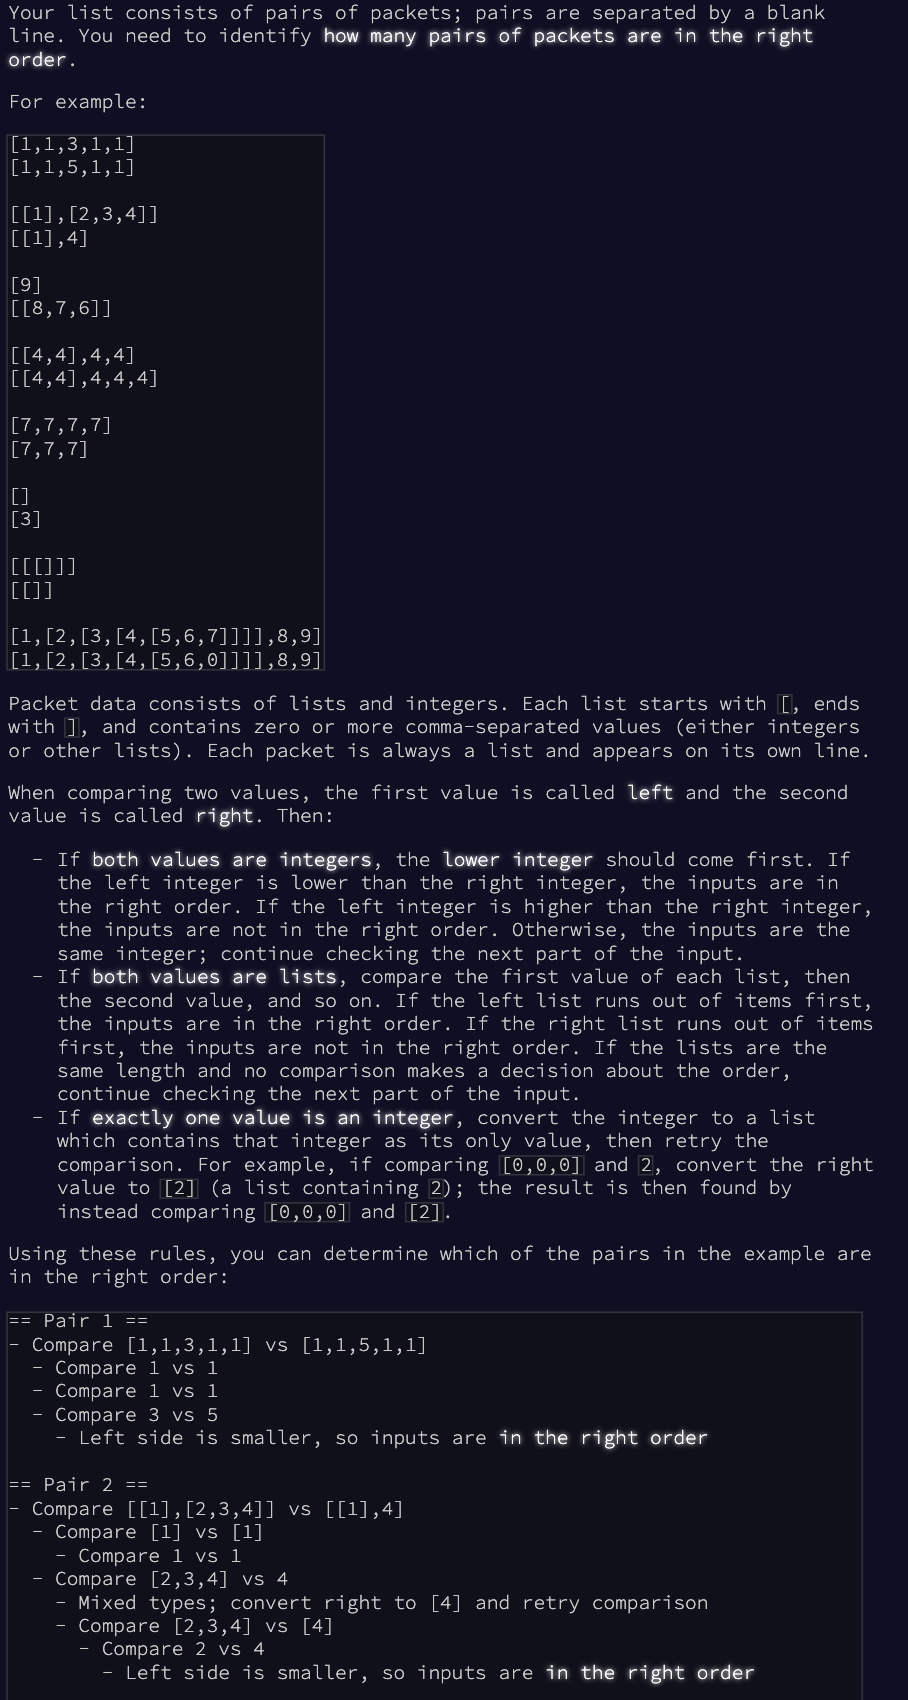 Your list consists of pairs of packets; pairs are separated by a blank
line. You need to identify how many pairs of packets are in the right
order.
For example:
[1,1,3,1,1]
[1,1,5,1,1]
[[1],[2,3,4]]
[[1],4]
[9]
[[8,7,6]]
[[4,4],4,4]
[[4,4],4,4,4]
[7,7,7,7]
[7,7,7]
[]
[3]
[[[]]]
[[]]
[1,[2,[3,[4,[5,6,7]]]],8,9]
[1,[2,[3,[4,[5,6,0]]]],8,9]
Packet data consists of lists and integers. Each list starts with [, ends
with ], and contains zero or more comma-separated values (either integers
or other lists). Each packet is always a list and appears on its own line.
When comparing two values, the first value is called left and the second
value is called right. Then:
- If both values are integers, the lower integer should come first. If
the left integer is lower than the right integer, the inputs are in
the right order. If the left integer is higher than the right integer,
the inputs are not in the right order. Otherwise, the inputs are the
same integer; continue checking the next part of the input.
- If both values are lists, compare the first value of each list, then
the second value, and so on. If the left list runs out of items first,
the inputs are in the right order. If the right list runs out of items
first, the inputs are not in the right order. If the lists are the
same length and no comparison makes a decision about the order,
continue checking the next part of the input.
- If exactly one value is an integer, convert the integer to a list
which contains that integer as its only value, then retry the
comparison. For example, if comparing [0,0,0] and 2, convert the right
value to [2] (a list containing 2); the result is then found by
instead comparing [0,0,0] and [2].
Using these rules, you can determine which of the pairs in the example are
in the right order:
== Pair 1 ==
- Compare [1,1,3,1,1] vs [1,1,5,1,1]
- Compare 1 vs 1
- Compare 1 vs 1
- Compare 3 vs 5
- Left side is smaller, so inputs are in the right order
== Pair 2 ==
- Compare [[1],[2,3,4]] vs [[1],4]
- Compare [1] vs [1]
- Compare 1 vs 1
- Compare [2,3,4] vs 4
- Mixed types; convert right to [4] and retry comparison
- Compare [2,3,4] vs [4]
- Compare 2 vs 4
- Left side is smaller, so inputs are in the right order